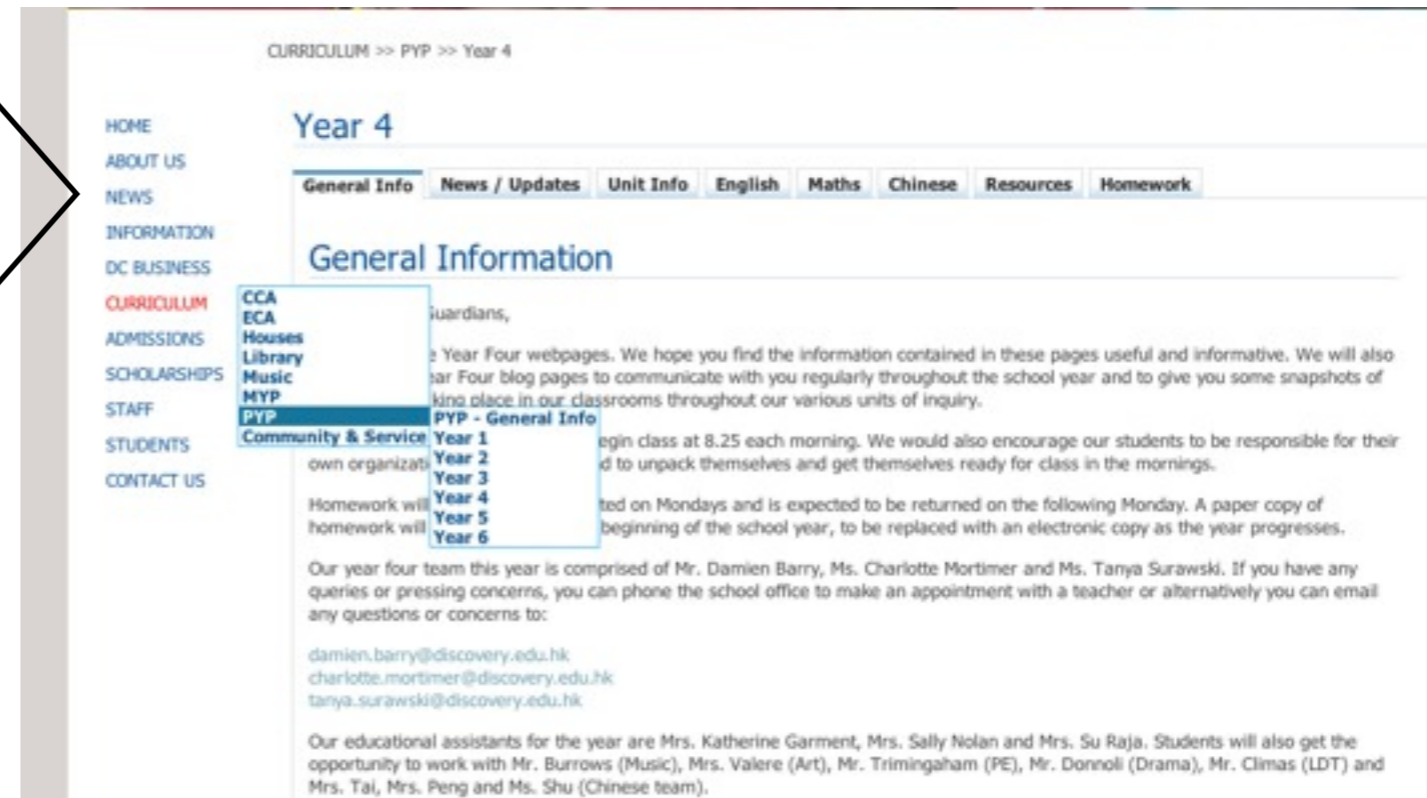 CURRICULUM >> PYP >> Year 4
HOME
ABOUT US
NEWS
INFORMATION
DC BUSINESS
CURRICULUM
ADMISSIONS
SCHOLARSHIPS
STAFF
STUDENTS
CONTACT US
CCA
ECA
Houses
Library
Music
MYP
PYP
Community & Service
PYP - General Info
Year 1
Year 2
Year 3
Year 4
Year 5
Year 6
Year 4
General Info News / Updates Unit Info English Maths Chinese Resources Homework
General Information
Guardians,
Year Four webpages. We hope you find the information contained in these pages useful and informative. We will also
Four blog pages to communicate with you regularly throughout the school year and to give you some snapshots of
place in our classrooms throughout our various units of inquiry.
class at 8.25 each morning. We would also encourage our students to be responsible for their
own to unpack themselves and get themselves ready for class in the mornings.
Homework on Mondays and is expected to be returned on the following Monday. A paper copy of
homework beginning of the school year, to be replaced with an electronic copy as the year progresses.
Our year four team this year is comprised of Mr. Damien Barry, Ms. Charlotte Mortimer and Ms. Tanya Surawski. If you have any
queries or pressing concerns, you can phone the school office to make an appointment with a teacher or alternatively you can email
any questions or concerns to:
damien.barry@discovery.edu.hk
charlotte.mortimer@discovery.edu.hk
tanya.surawski@discovery.edu.hk
Our educational assistants for the year are Mrs. Katherine Garment, Mrs. Sally Nolan and Mrs. Su Raja. Students will also get the
opportunity to work with Mr. Burrows (Music), Mrs. Valere (Art), Mr. Trimingaham (PE), Mr. Donnoli (Drama), Mr. Climas (LDT) and
Mrs. Tai, Mrs. Peng and Ms. Shu (Chinese team).